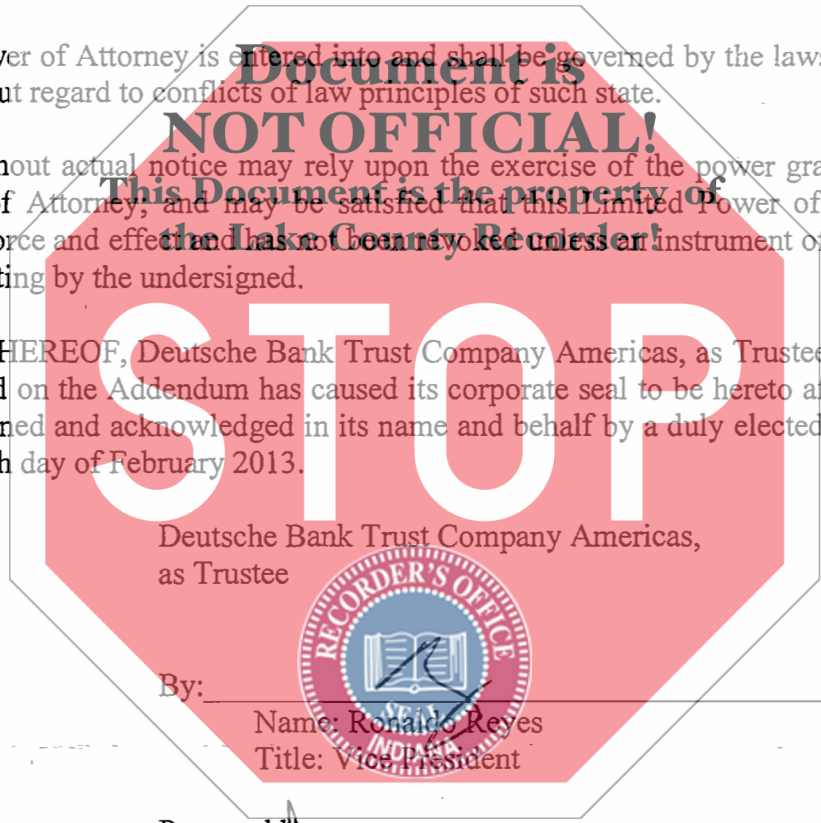 Document is
NOT OFFICIAL!
This Document is the property of
the Lake County Recorder!
ver of Attorney is entered into and shall be governed by the laws
ut regard to conflicts of law principles of such state.
hout actual notice may rely upon the exercise of the power gra
of Attorney; and may be satisfied that this Limited Power of
orce and effect and has not been revoked unless an instrument of
ting by the undersigned.
HEREOF, Deutsche Bank Trust Company Americas, as Trustee
d on the Addendum has caused its corporate seal to be hereto af
ned and acknowledged in its name and behalf by a duly elected
h day of February 2013.
STOP
Deutsche Bank Trust Company Americas,
as Trustee
RECORDER'S OFFICE
SEAL
INDIANA
By:
Name: Ronaldo Reyes
Title: Vice President